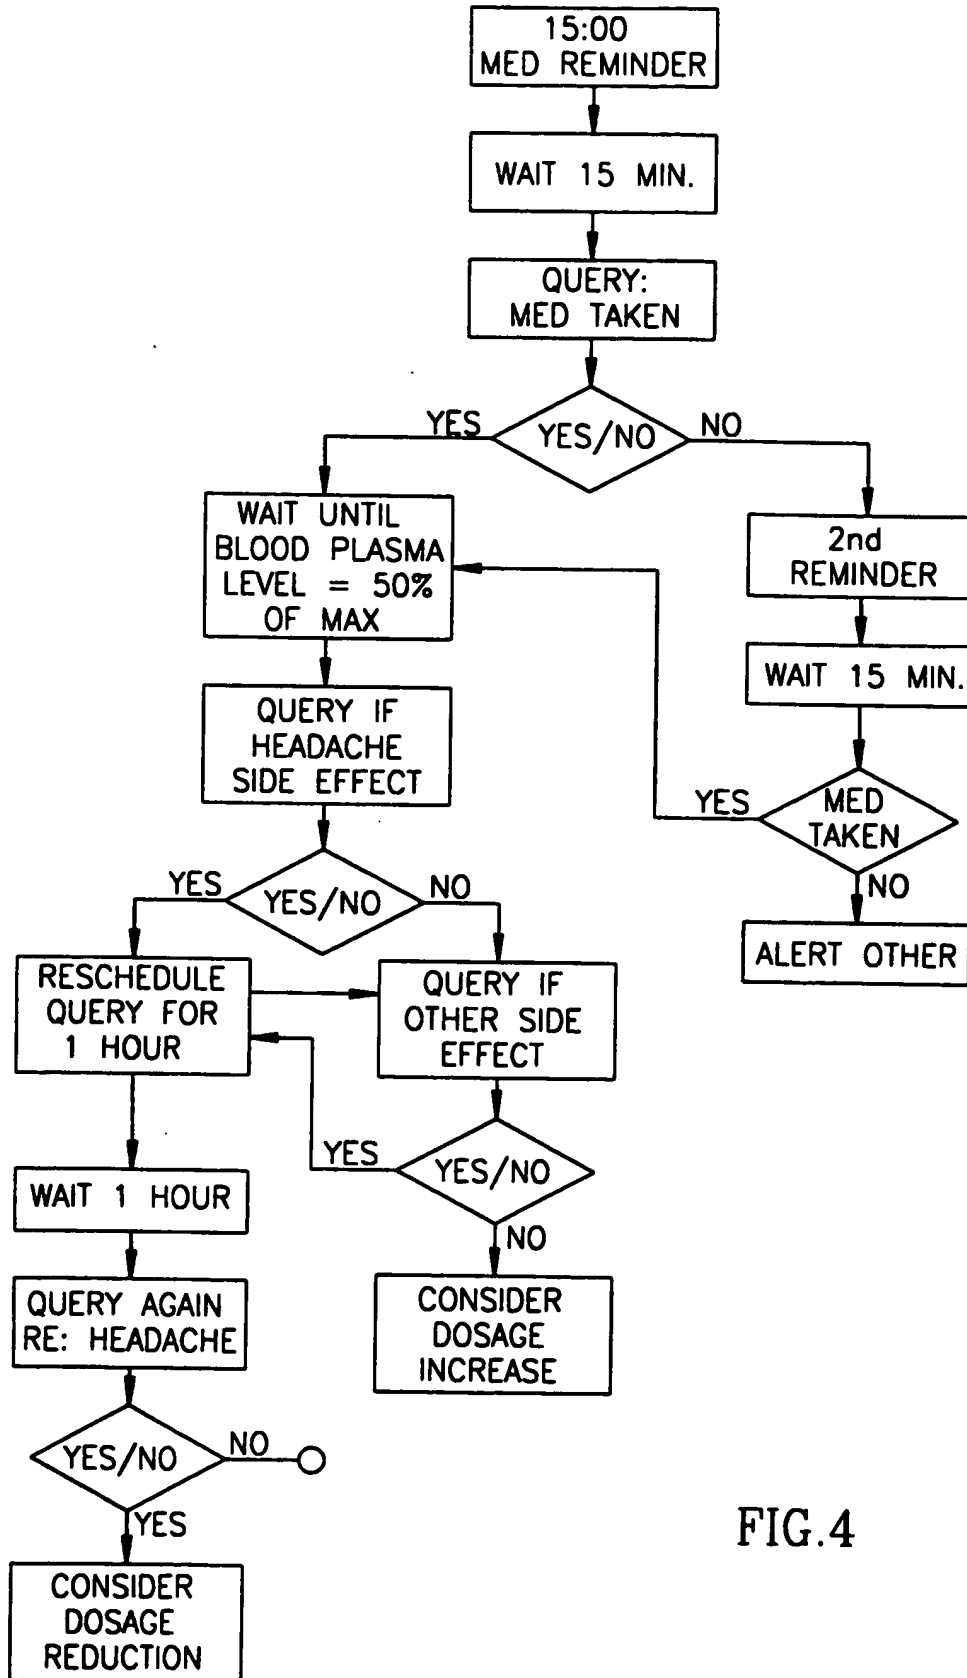 15:00
MED REMINDER
WAIT 15 MIN.
QUERY:
MED TAKEN
YES
YES/NO
NO
WAIT UNTIL
BLOOD PLASMA
LEVEL = 50%
OF MAX
2nd
REMINDER
WAIT 15 MIN.
QUERY IF
HEADACHE
SIDE EFFECT
YES
MED
TAKEN
NO
ALERT OTHER
YES
YES/NO
NO
RESCHEDULE
QUERY FOR
1 HOUR
QUERY IF
OTHER SIDE
EFFECT
YES
YES/NO
NO
WAIT 1 HOUR
QUERY AGAIN
RE: HEADACHE
CONSIDER
DOSAGE
INCREASE
YES/NO
NO
YES
CONSIDER
DOSAGE
REDUCTION
FIG.4